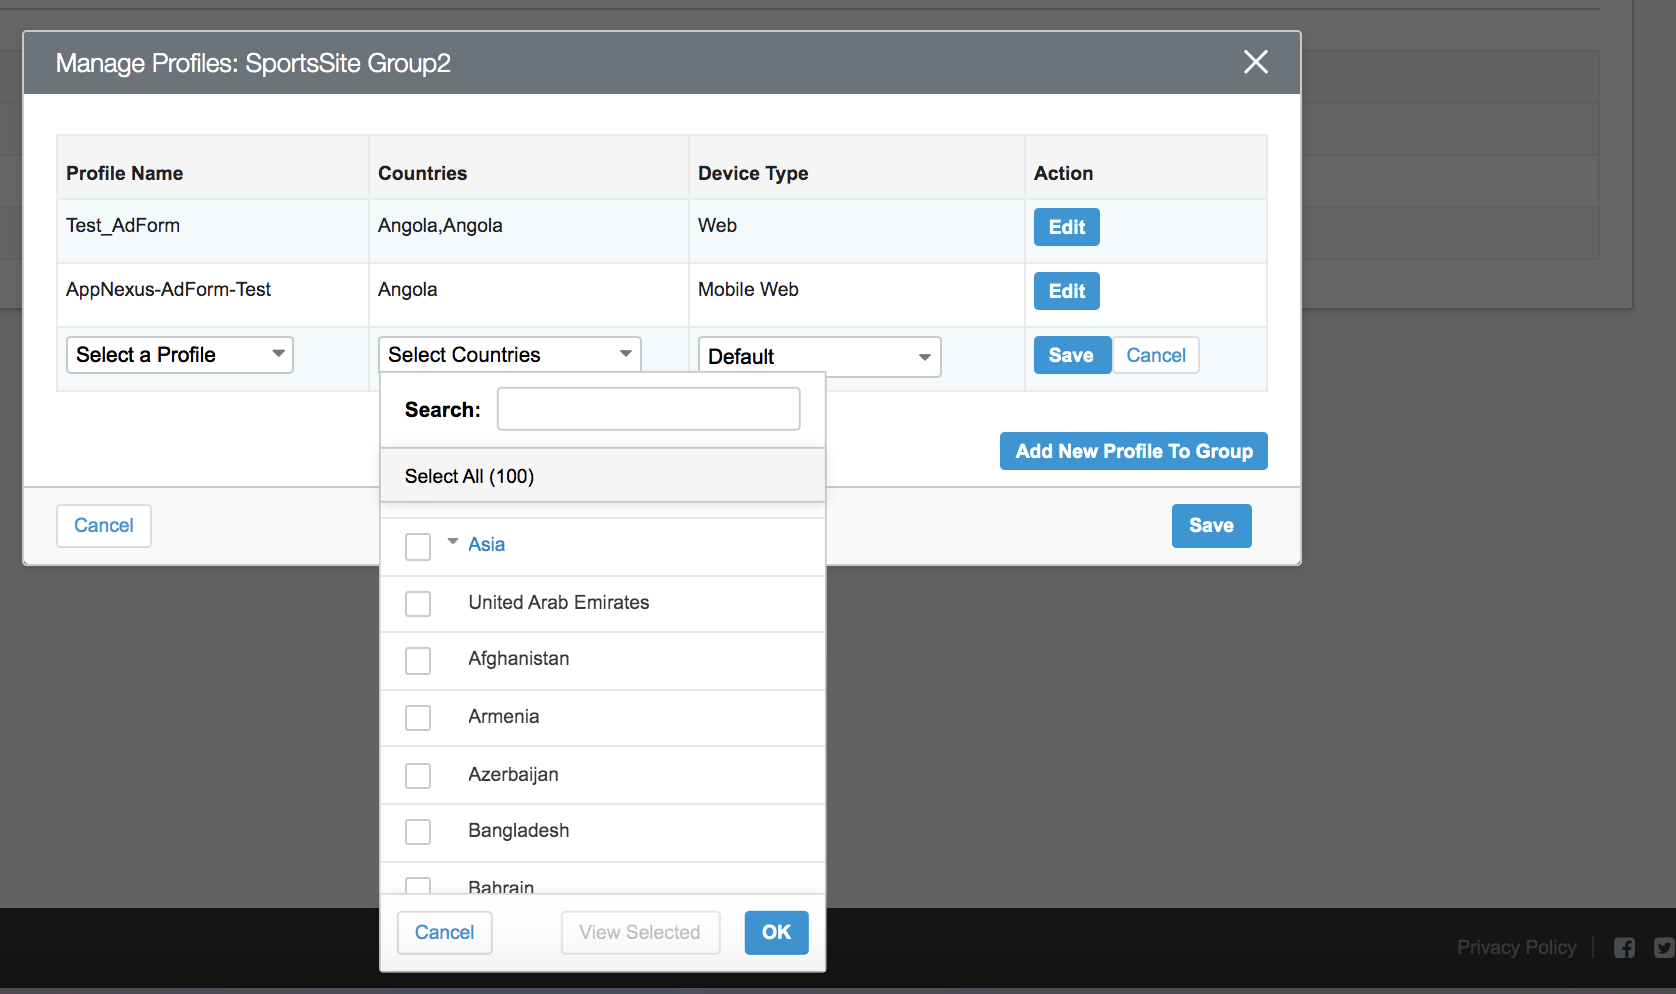 Manage Profiles: SportsSite Group2
Profile Name Countries Device Type Action
Test_AdForm Angola,Angola Web Edit
AppNexus-AdForm-Test Angola Mobile Web Edit
Select a Profile Select Countries Default Save Cancel
Search:
Add New Profile To Group
Select All (100)
Cancel Save
Asia
United Arab Emirates
Afghanistan
Armenia
Azerbaijan
Bangladesh
Bahrain
Cancel View Selected OK
Privacy Policy